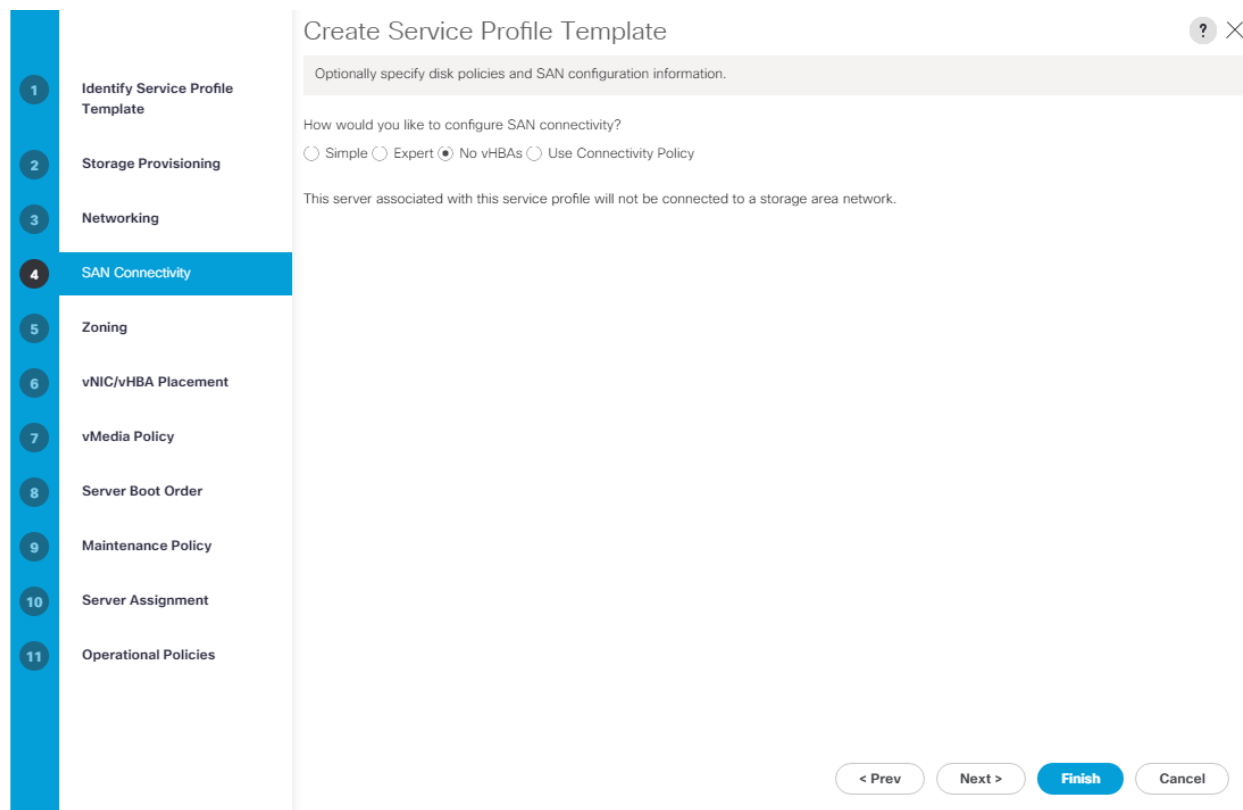 Create Service Profile Template
?
Optionally specify disk policies and SAN configuration information.
1
Identify Service Profile
Template
2
Storage Provisioning
3
Networking
4
SAN Connectivity
5
Zoning
6
vNIC/vHBA Placement
7
vMedia Policy
8
Server Boot Order
9
Maintenance Policy
10
Server Assignment
11
Operational Policies
How would you like to configure SAN connectivity?
Simple Expert No vHBAs Use Connectivity Policy
This server associated with this service profile will not be connected to a storage area network.
< Prev Next > Finish Cancel